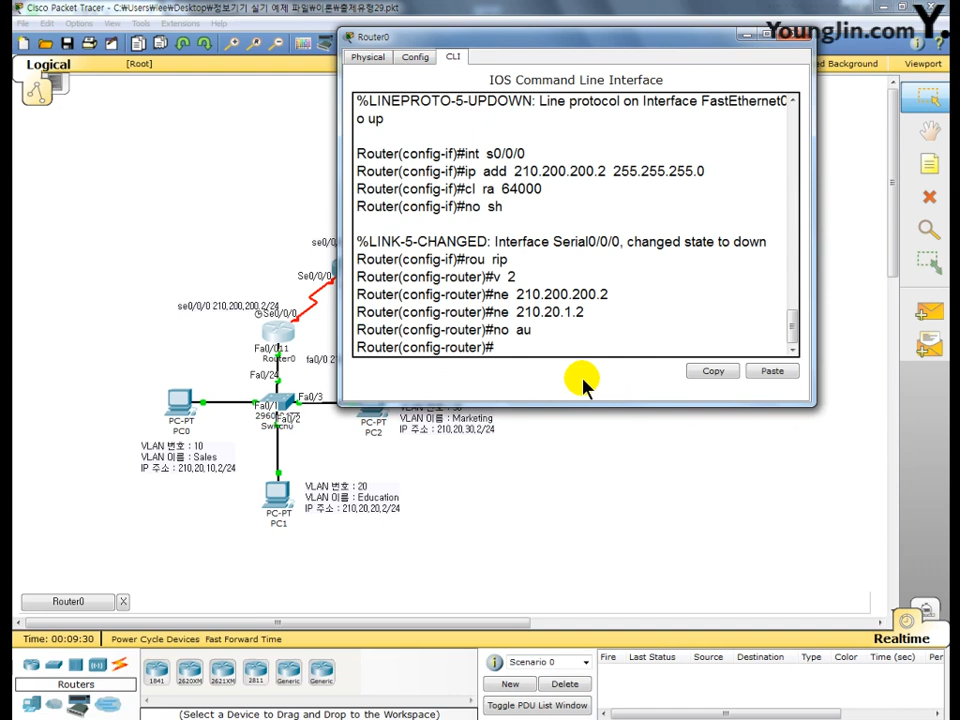 Cisco Packet Tracer - C:\Users\lee\Desktop\정보기기 실기 예제 파일\이론\출제유형29.pkt
File Edit Options View Tools Extensions Help
YoungJin.com Y.
Logical
[Root]
ed Background
Viewport
Router0
Physical
Config
CLI
IOS Command Line Interface
%LINEPROTO-5-UPDOWN: Line protocol on Interface FastEthernet0
o up
Router(config-if)#int s0/0/0
Router(config-if)#ip add 210.200.200.2 255.255.255.0
Router(config-if)#cl ra 64000
Router(config-if)#no sh
%LINK-5-CHANGED: Interface Serial0/0/0, changed state to down
Router(config-if)#rou rip
Router(config-router)#v 2
Router(config-router)#ne 210.200.200.2
Router(config-router)#ne 210.20.1.2
Router(config-router)#no au
Router(config-router)#
Copy
Paste
se0/0
Se0/0/0
se0/0/0 210,200,200,2/24
Se0/0/0
Router0
fa0/0 2
Fa0/24
Fa0/3
Fa0/1
Fa0/2
PC-PT
PC0
PC-PT
PC2
VLAN 이름 : Marketing
IP 주소 : 210,20,30,2/24
VLAN 번호 : 10
VLAN 이름 : Sales
IP 주소 : 210,20,10,2/24
PC-PT
PC1
VLAN 번호 : 20
VLAN 이름 : Education
IP 주소 : 210,20,20,2/24
Router0
X
Time: 00:09:30
Power Cycle Devices Fast Forward Time
Realtime
Routers
1841
2620XM
2621XM
2811
Generic
Generic
(Select a Device to Drag and Drop to the Workspace)
Scenario 0
New
Delete
Toggle PDU List Window
Fire Last Status Source Destination Type Color Time (sec) Per